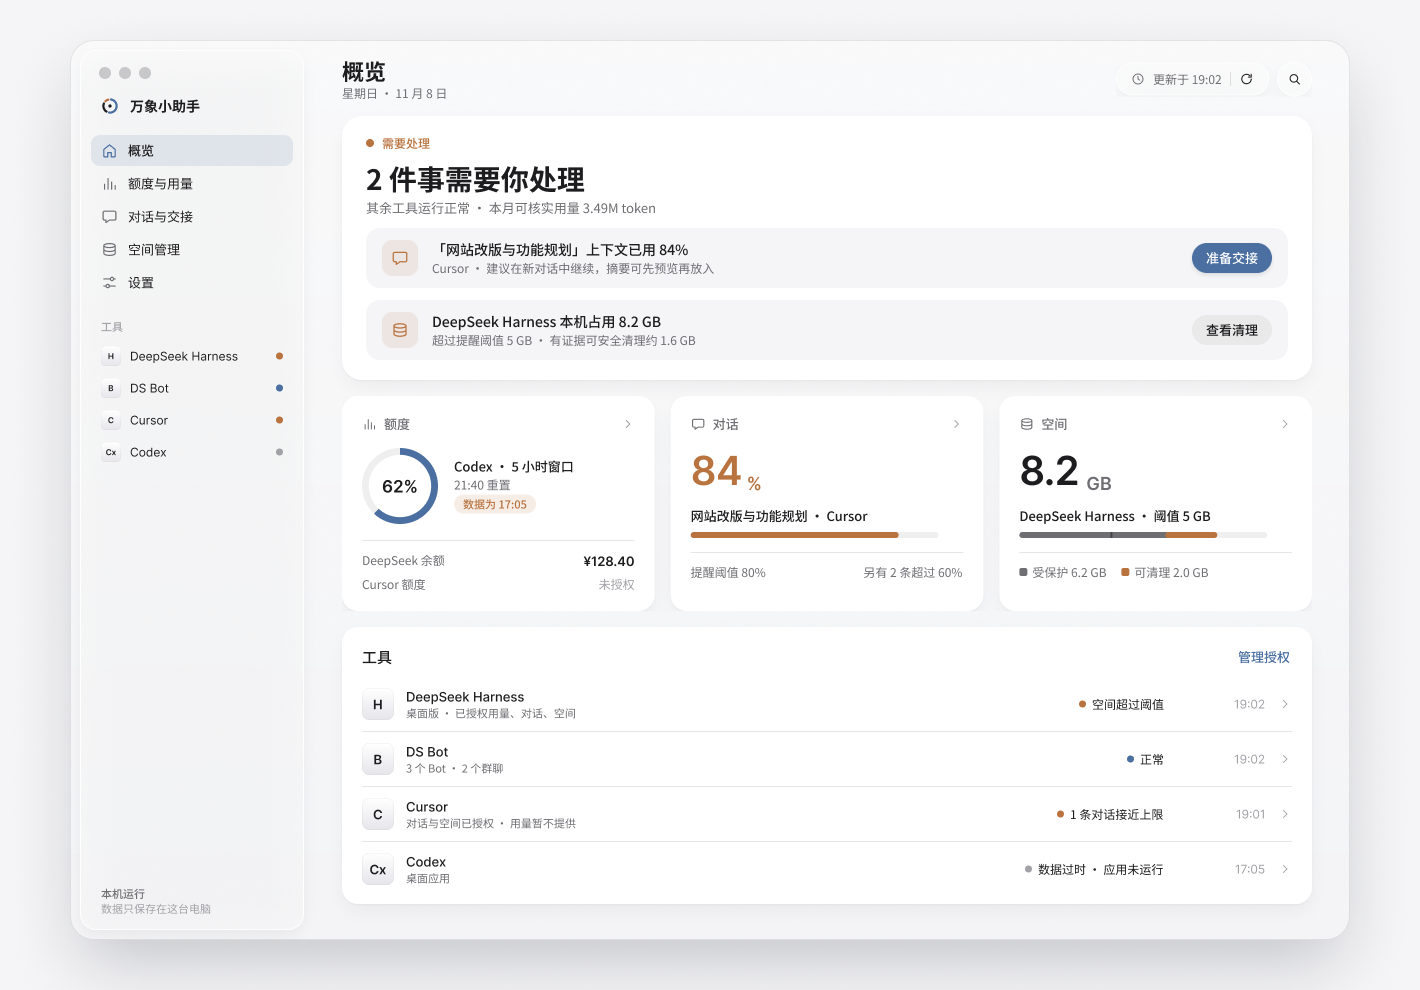 万象小助手
概览
额度与用量
对话与交接
空间管理
设置
工具
H DeepSeek Harness
B DS Bot
C Cursor
Cx Codex
本机运行
数据只保存在这台电脑
概览
星期日 · 11 月 8 日
更新于 19:02
需要处理
2 件事需要你处理
其余工具运行正常 · 本月可核实用量 3.49M token
「网站改版与功能规划」上下文已用 84%
Cursor · 建议在新对话中继续，摘要可先预览再放入
准备交接
DeepSeek Harness 本机占用 8.2 GB
超过提醒阈值 5 GB · 有证据可安全清理约 1.6 GB
查看清理
额度
62%
Codex · 5 小时窗口
21:40 重置
数据为 17:05
DeepSeek 余额 ¥128.40
Cursor 额度 未授权
对话
84 %
网站改版与功能规划 · Cursor
提醒阈值 80% 另有 2 条超过 60%
空间
8.2 GB
DeepSeek Harness · 阈值 5 GB
受保护 6.2 GB 可清理 2.0 GB
工具 管理授权
H DeepSeek Harness
桌面版 · 已授权用量、对话、空间
空间超过阈值 19:02
B DS Bot
3 个 Bot · 2 个群聊
正常 19:02
C Cursor
对话与空间已授权 · 用量暂不提供
1 条对话接近上限 19:01
Cx Codex
桌面应用
数据过时 · 应用未运行 17:05